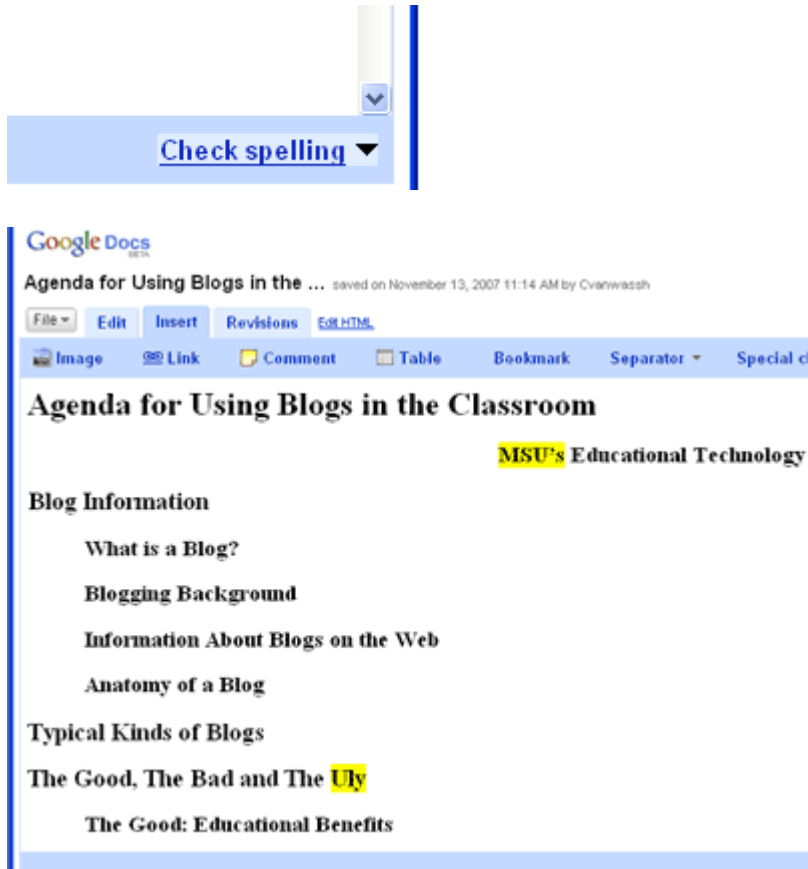 Check spelling
Google Docs
BETA
Agenda for Using Blogs in the ... saved on November 13, 2007 11:14 AM by Cvanwassh
File Edit Insert Revisions Edit HTML
Image Link Comment Table Bookmark Separator Special
Agenda for Using Blogs in the Classroom
MSU's Educational Technology
Blog Information
What is a Blog?
Blogging Background
Information About Blogs on the Web
Anatomy of a Blog
Typical Kinds of Blogs
The Good, The Bad and The Uly
The Good: Educational Benefits